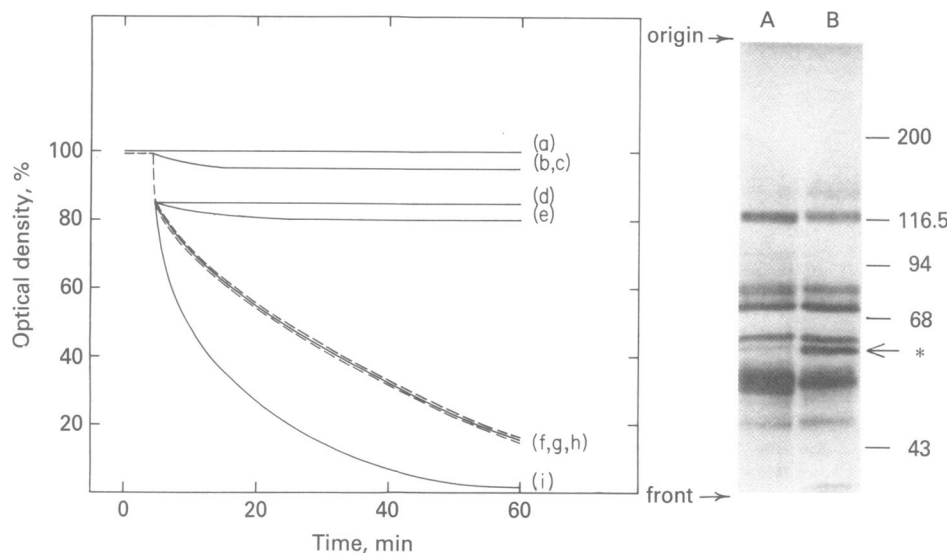 100
80
60
40
20
0
20
40
60
Optical density, %
Time, min
(a)
(b,c)
(d)
(e)
(f,g,h)
(i)
origin →
front →
A B
200
116.5
94
68
*
43